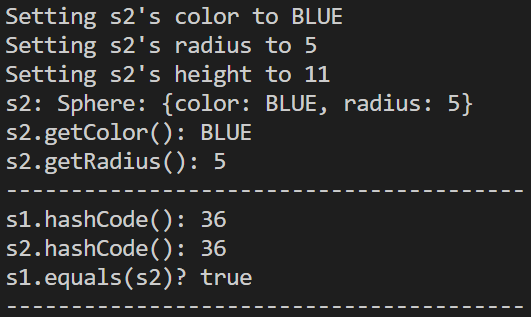 Setting s2's color to BLUE
Setting s2's radius to 5
Setting s2's height to 11
s2: Sphere: {color: BLUE, radius: 5}
s2.getColor(): BLUE
s2.getRadius(): 5
----------------------------------------
s1.hashCode(): 36
s2.hashCode(): 36
s1.equals(s2)? true
----------------------------------------